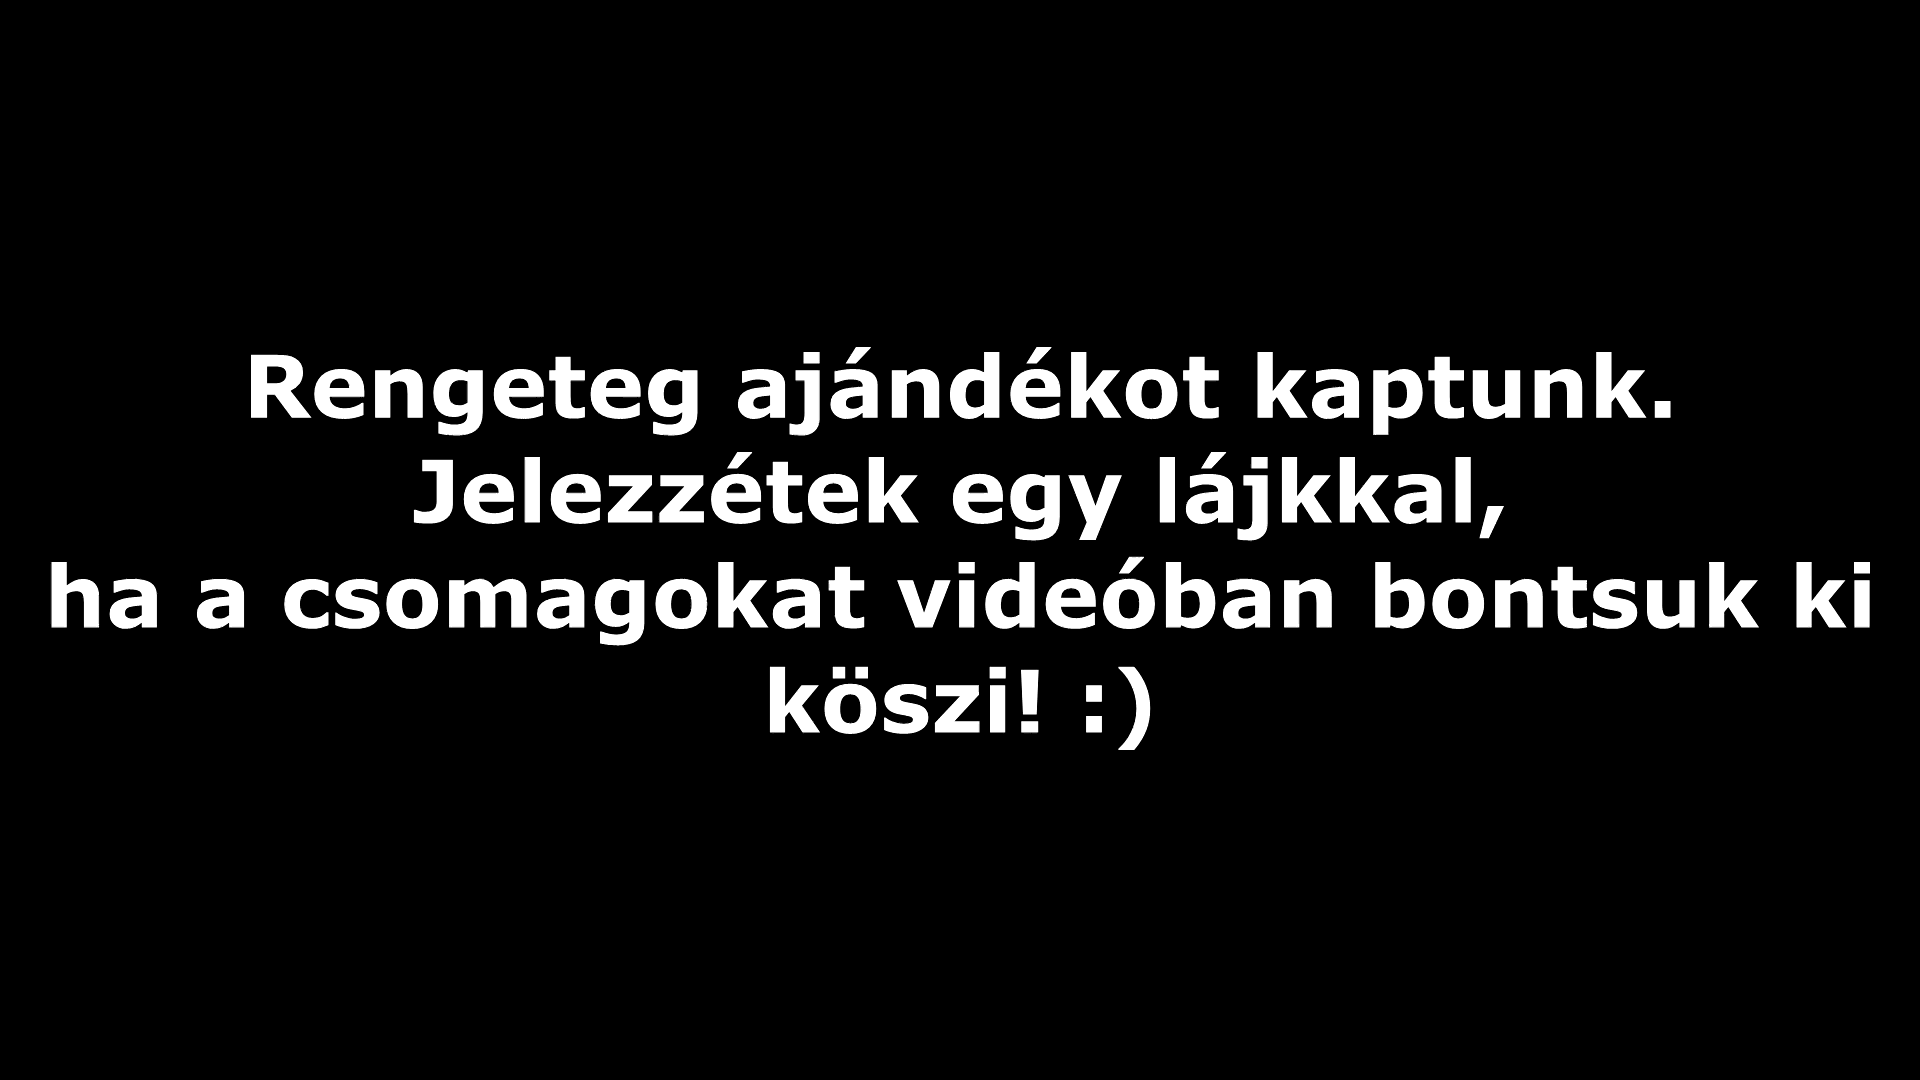 Rengeteg ajándékot kaptunk.
Jelezzétek egy lájkkal,
ha a csomagokat videóban bontsuk ki
köszi! :)